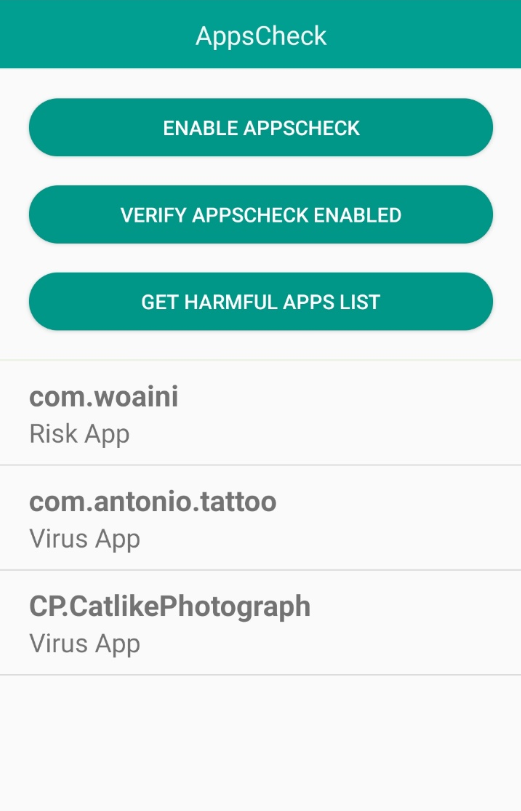 AppsCheck
ENABLE APPSCHECK
VERIFY APPSCHECK ENABLED
GET HARMFUL APPS LIST
com.woaini
Risk App
com.antonio.tattoo
Virus App
CP.CatlikePhotograph
Virus App